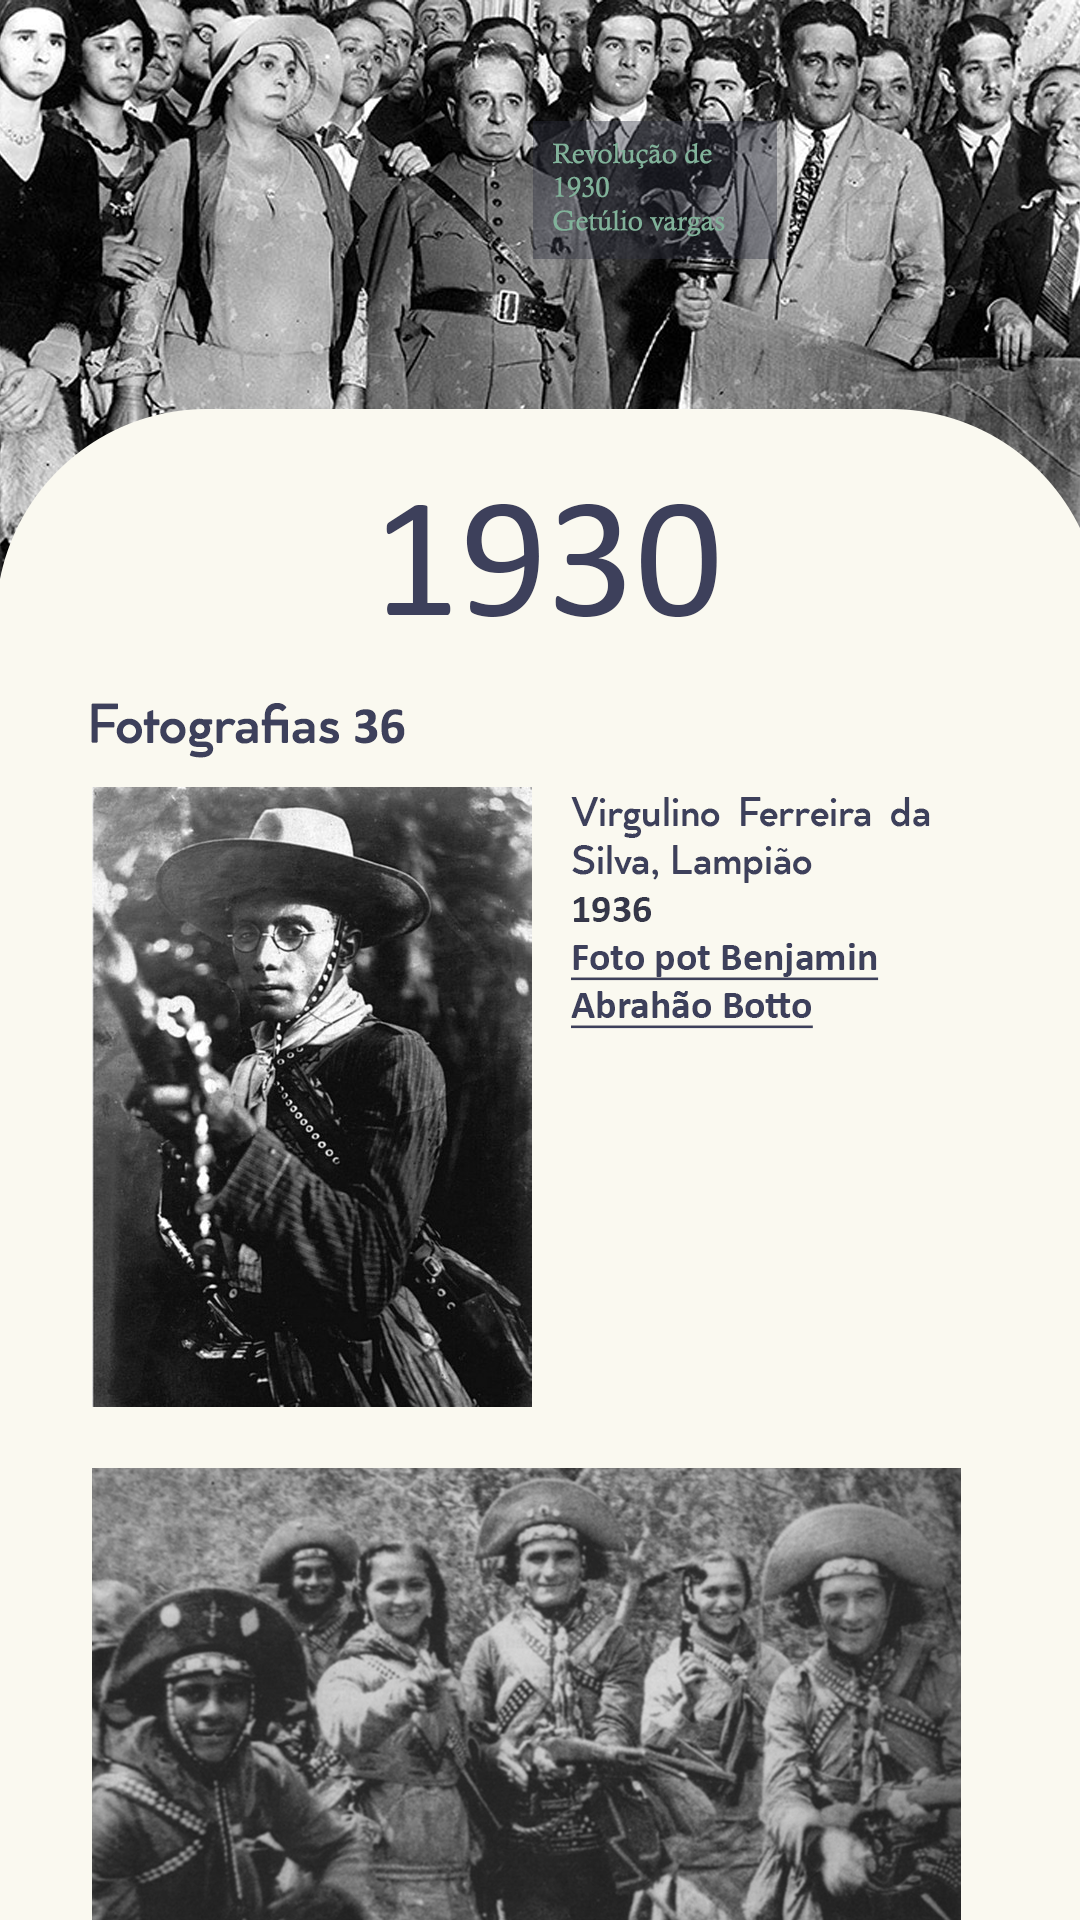 Revolução de
1930
Getúlio vargas
1930
Fotografias 36
Virgulino Ferreira da
Silva, Lampião
1936
Foto pot Benjamin
Abrahão Botto